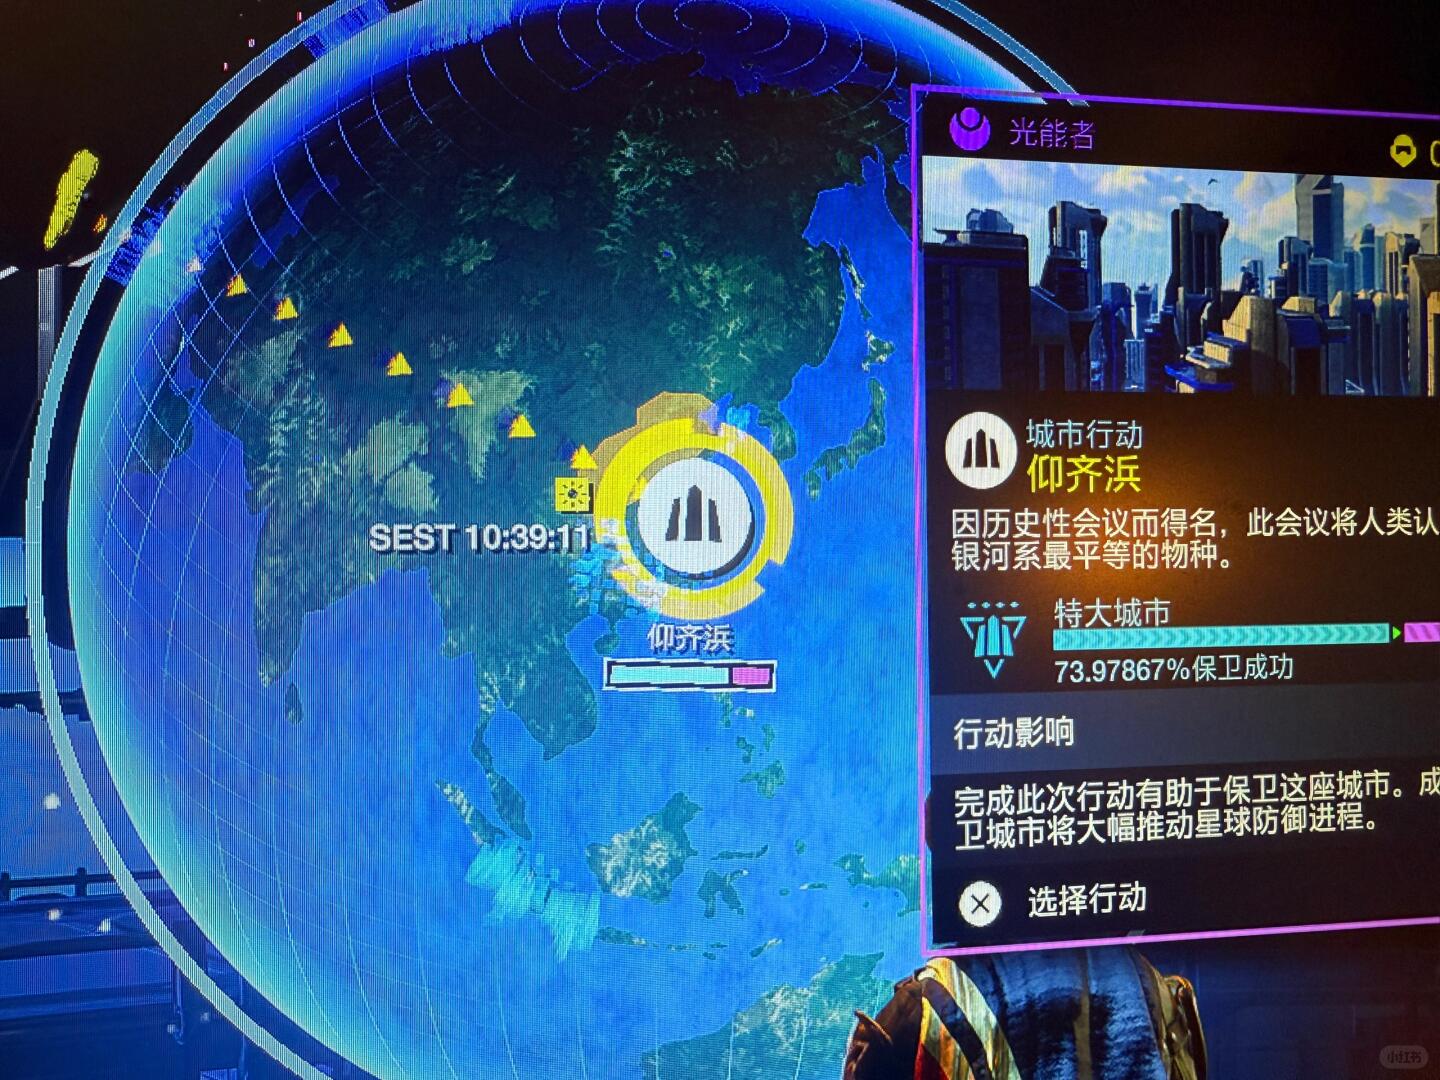 光能者
城市行动
仰齐浜
因历史性会议而得名，此会议将人类认
银河系最平等的物种。
特大城市
73.97867%保卫成功
行动影响
完成此次行动有助于保卫这座城市。成
卫城市将大幅推动星球防御进程。
选择行动
SEST 10:39:11
仰齐浜
小红书